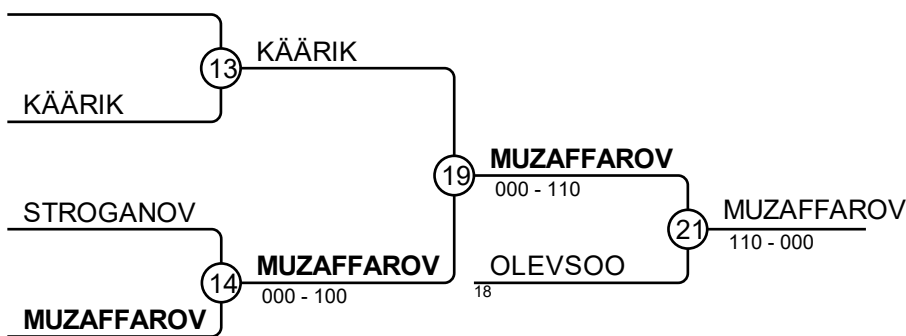 13
KÄÄRIK
KÄÄRIK
19
MUZAFFAROV
000 - 110
STROGANOV
21
MUZAFFAROV
110 - 000
14
MUZAFFAROV
000 - 100
OLEVSOO
18
MUZAFFAROV